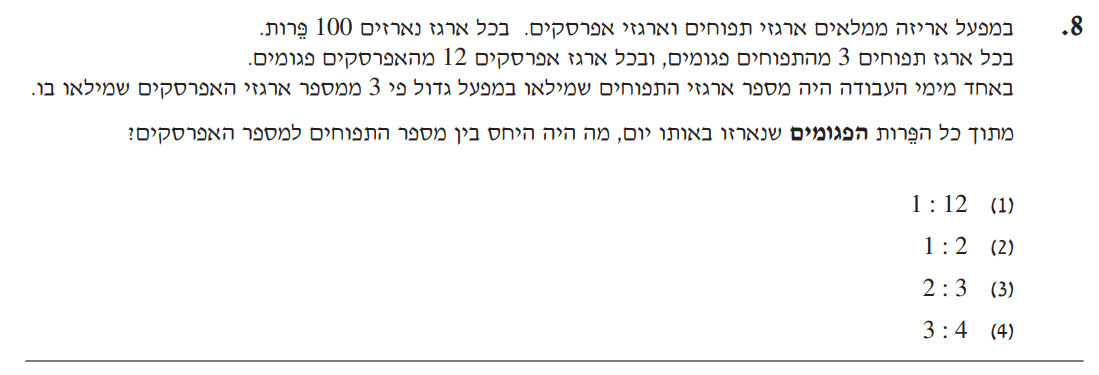 8. במפעל אריזה ממלאים ארגזי תפוחים וארגזי אפרסקים. בכל ארגז נארזים 100 פֵּרות.
בכל ארגז תפוחים 3 מהתפוחים פגומים, ובכל ארגז אפרסקים 12 מהאפרסקים פגומים.
באחד מימי העבודה היה מספר ארגזי התפוחים שמילאו במפעל גדול פי 3 ממספר ארגזי האפרסקים שמילאו בו.
מתוך כל הפֵּרות הפגומים שנארזו באותו יום, מה היה היחס בין מספר התפוחים למספר האפרסקים?
(1) 1 : 12
(2) 1 : 2
(3) 2 : 3
(4) 3 : 4